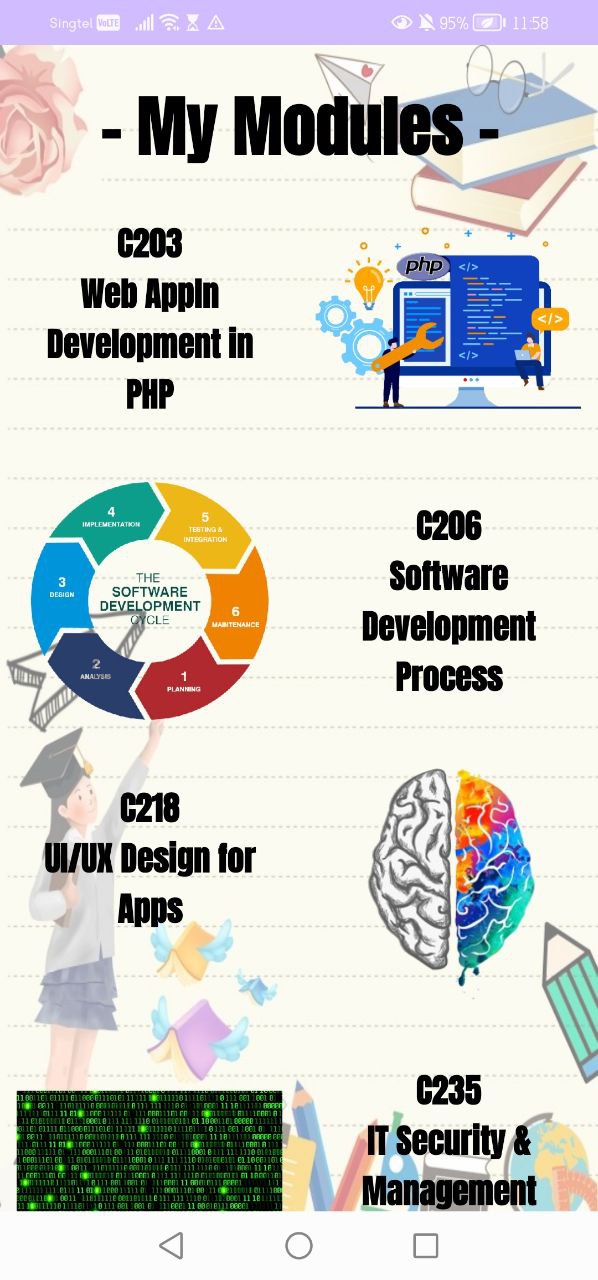 Singtel VoLTE 95% 11:58
- My Modules -
C203
Web Appln
Development in
PHP
php
</>
</>
</>
4
IMPLEMENTATION
5
TESTING &
INTEGRATION
3
DESIGN
THE
SOFTWARE
DEVELOPMENT
CYCLE
6
MAINTENANCE
2
ANALYSIS
1
PLANNING
C206
Software
Development
Process
C218
UI/UX Design for
Apps
C235
IT Security &
Management